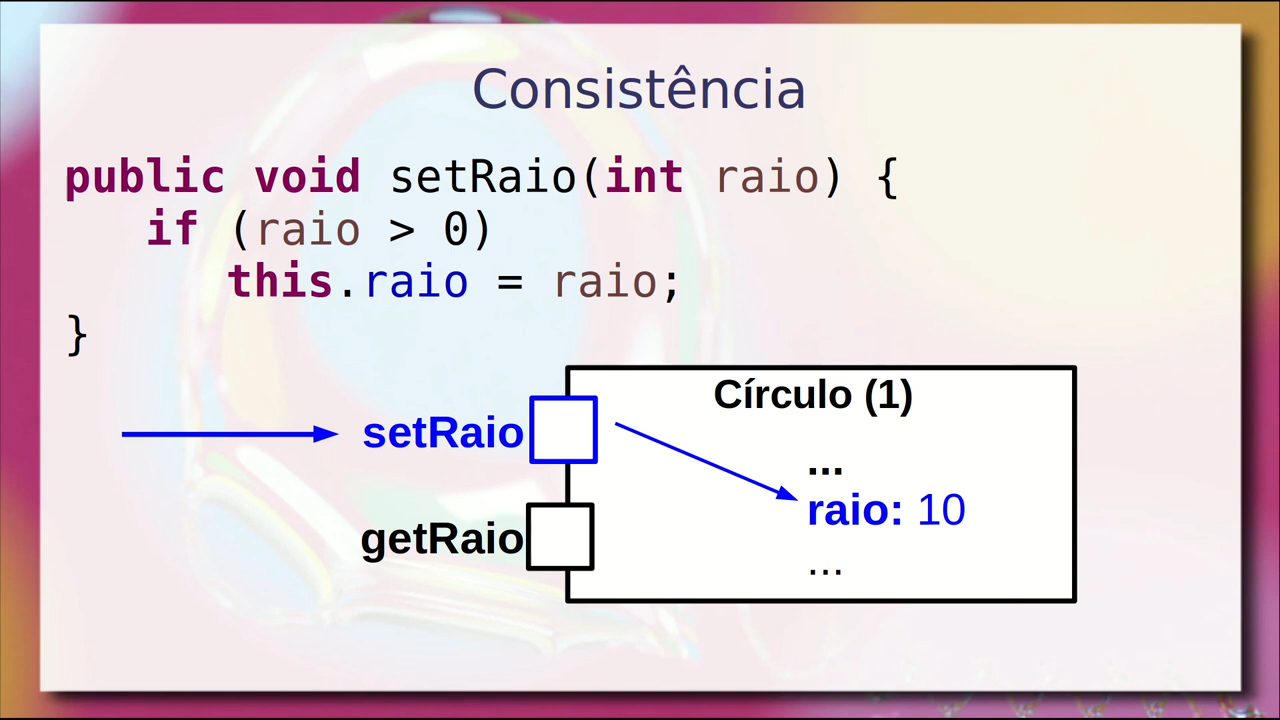 Consistência
public void setRaio(int raio) {
   if (raio > 0)
      this.raio = raio;
}
Círculo (1)
setRaio
...
raio: 10
getRaio
...